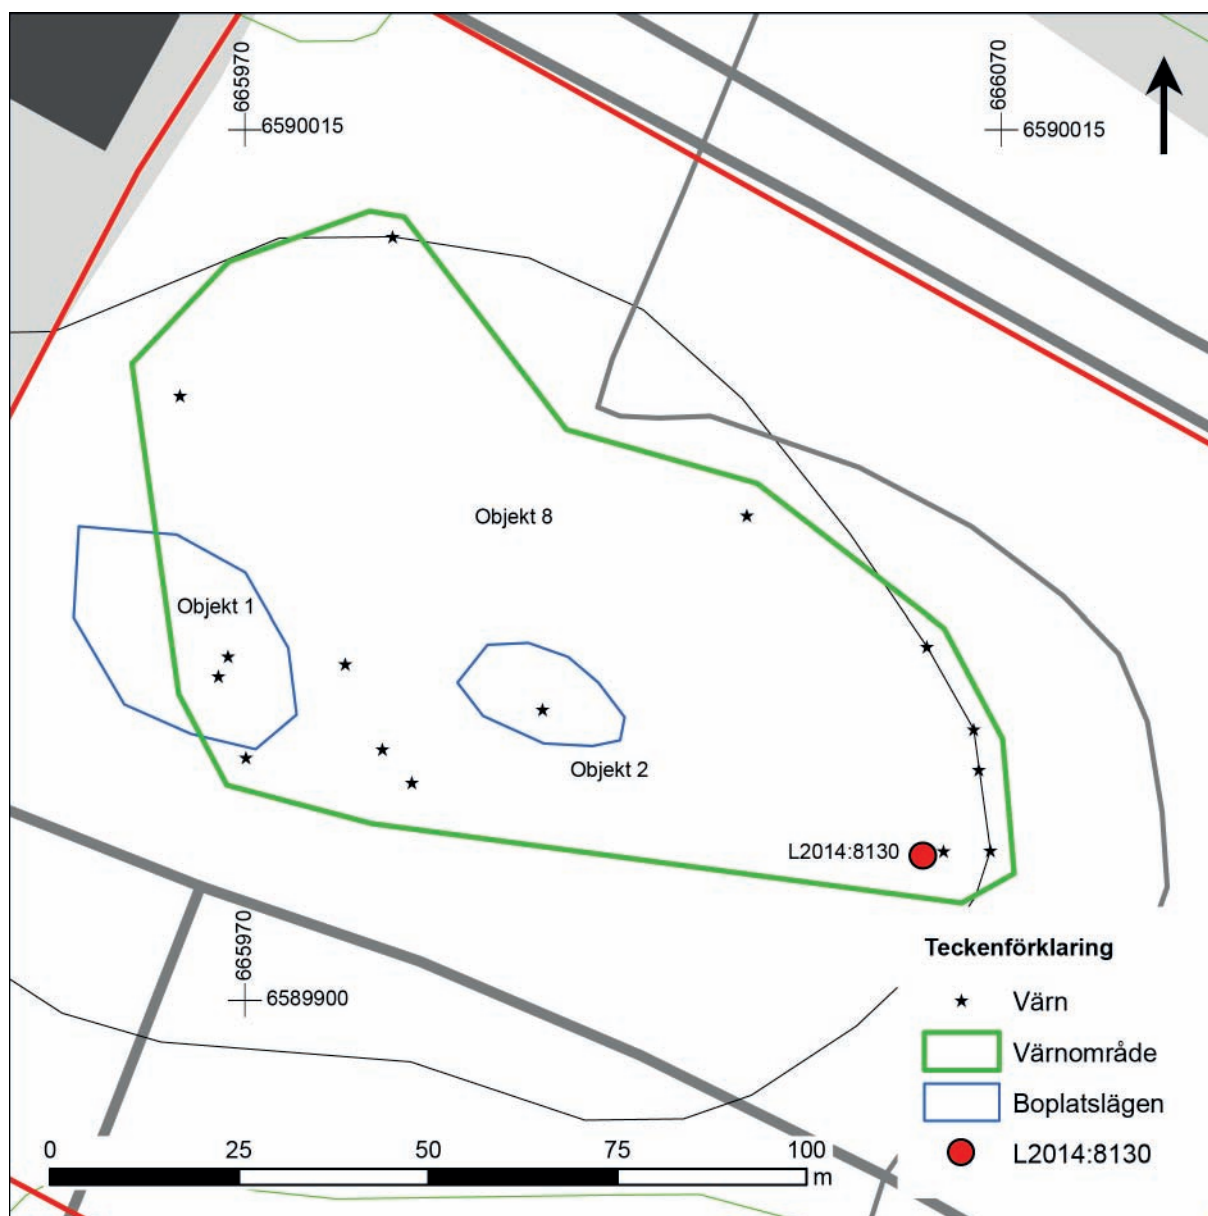 665970
6590015
666070
6590015
Objekt 8
Objekt 1
Objekt 2
L2014:8130
665970
6589900
Teckenförklaring
Värn
Värnområde
Boplatslägen
L2014:8130
0 25 50 75 100
m